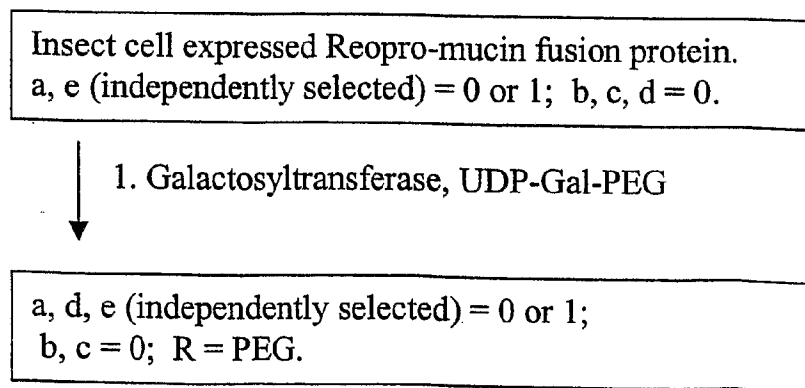 Insect cell expressed Reopro-mucin fusion protein.
a, e (independently selected) = 0 or 1; b, c, d = 0.
1. Galactosyltransferase, UDP-Gal-PEG
a, d, e (independently selected) = 0 or 1;
b, c = 0; R = PEG.